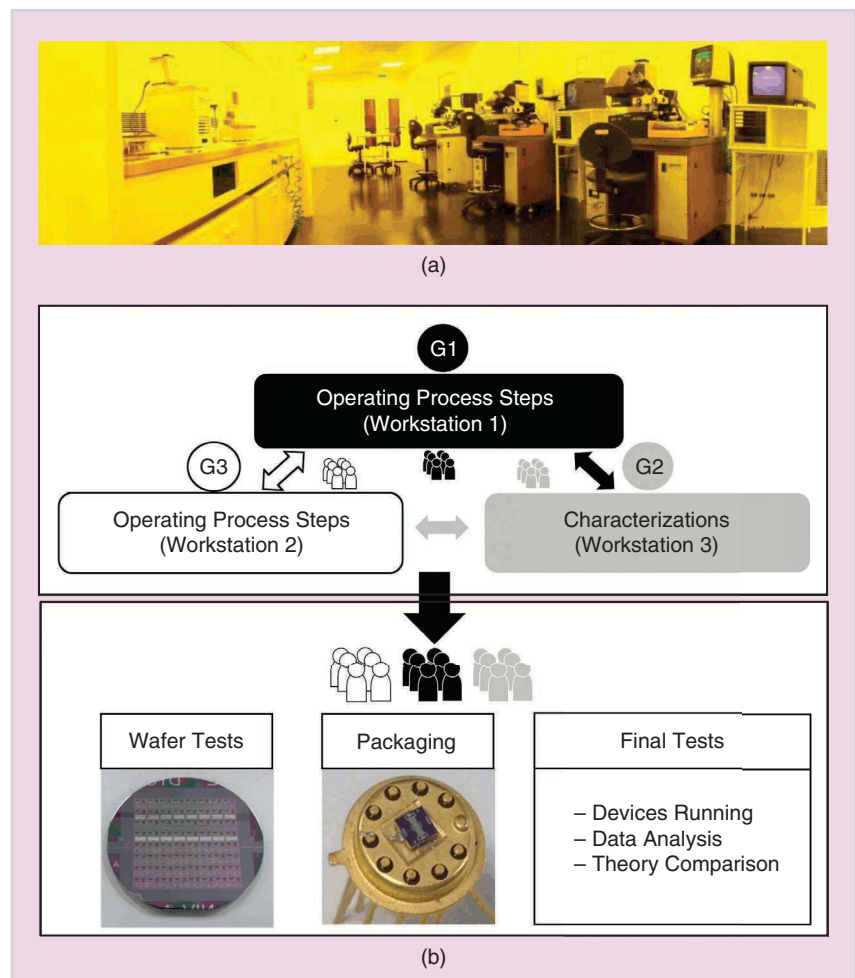 (a)
G1
Operating Process Steps
(Workstation 1)
G3
G2
Operating Process Steps
(Workstation 2)
Characterizations
(Workstation 3)
Wafer Tests
Packaging
Final Tests
A
– Devices Running
– Data Analysis
– Theory Comparison
(b)